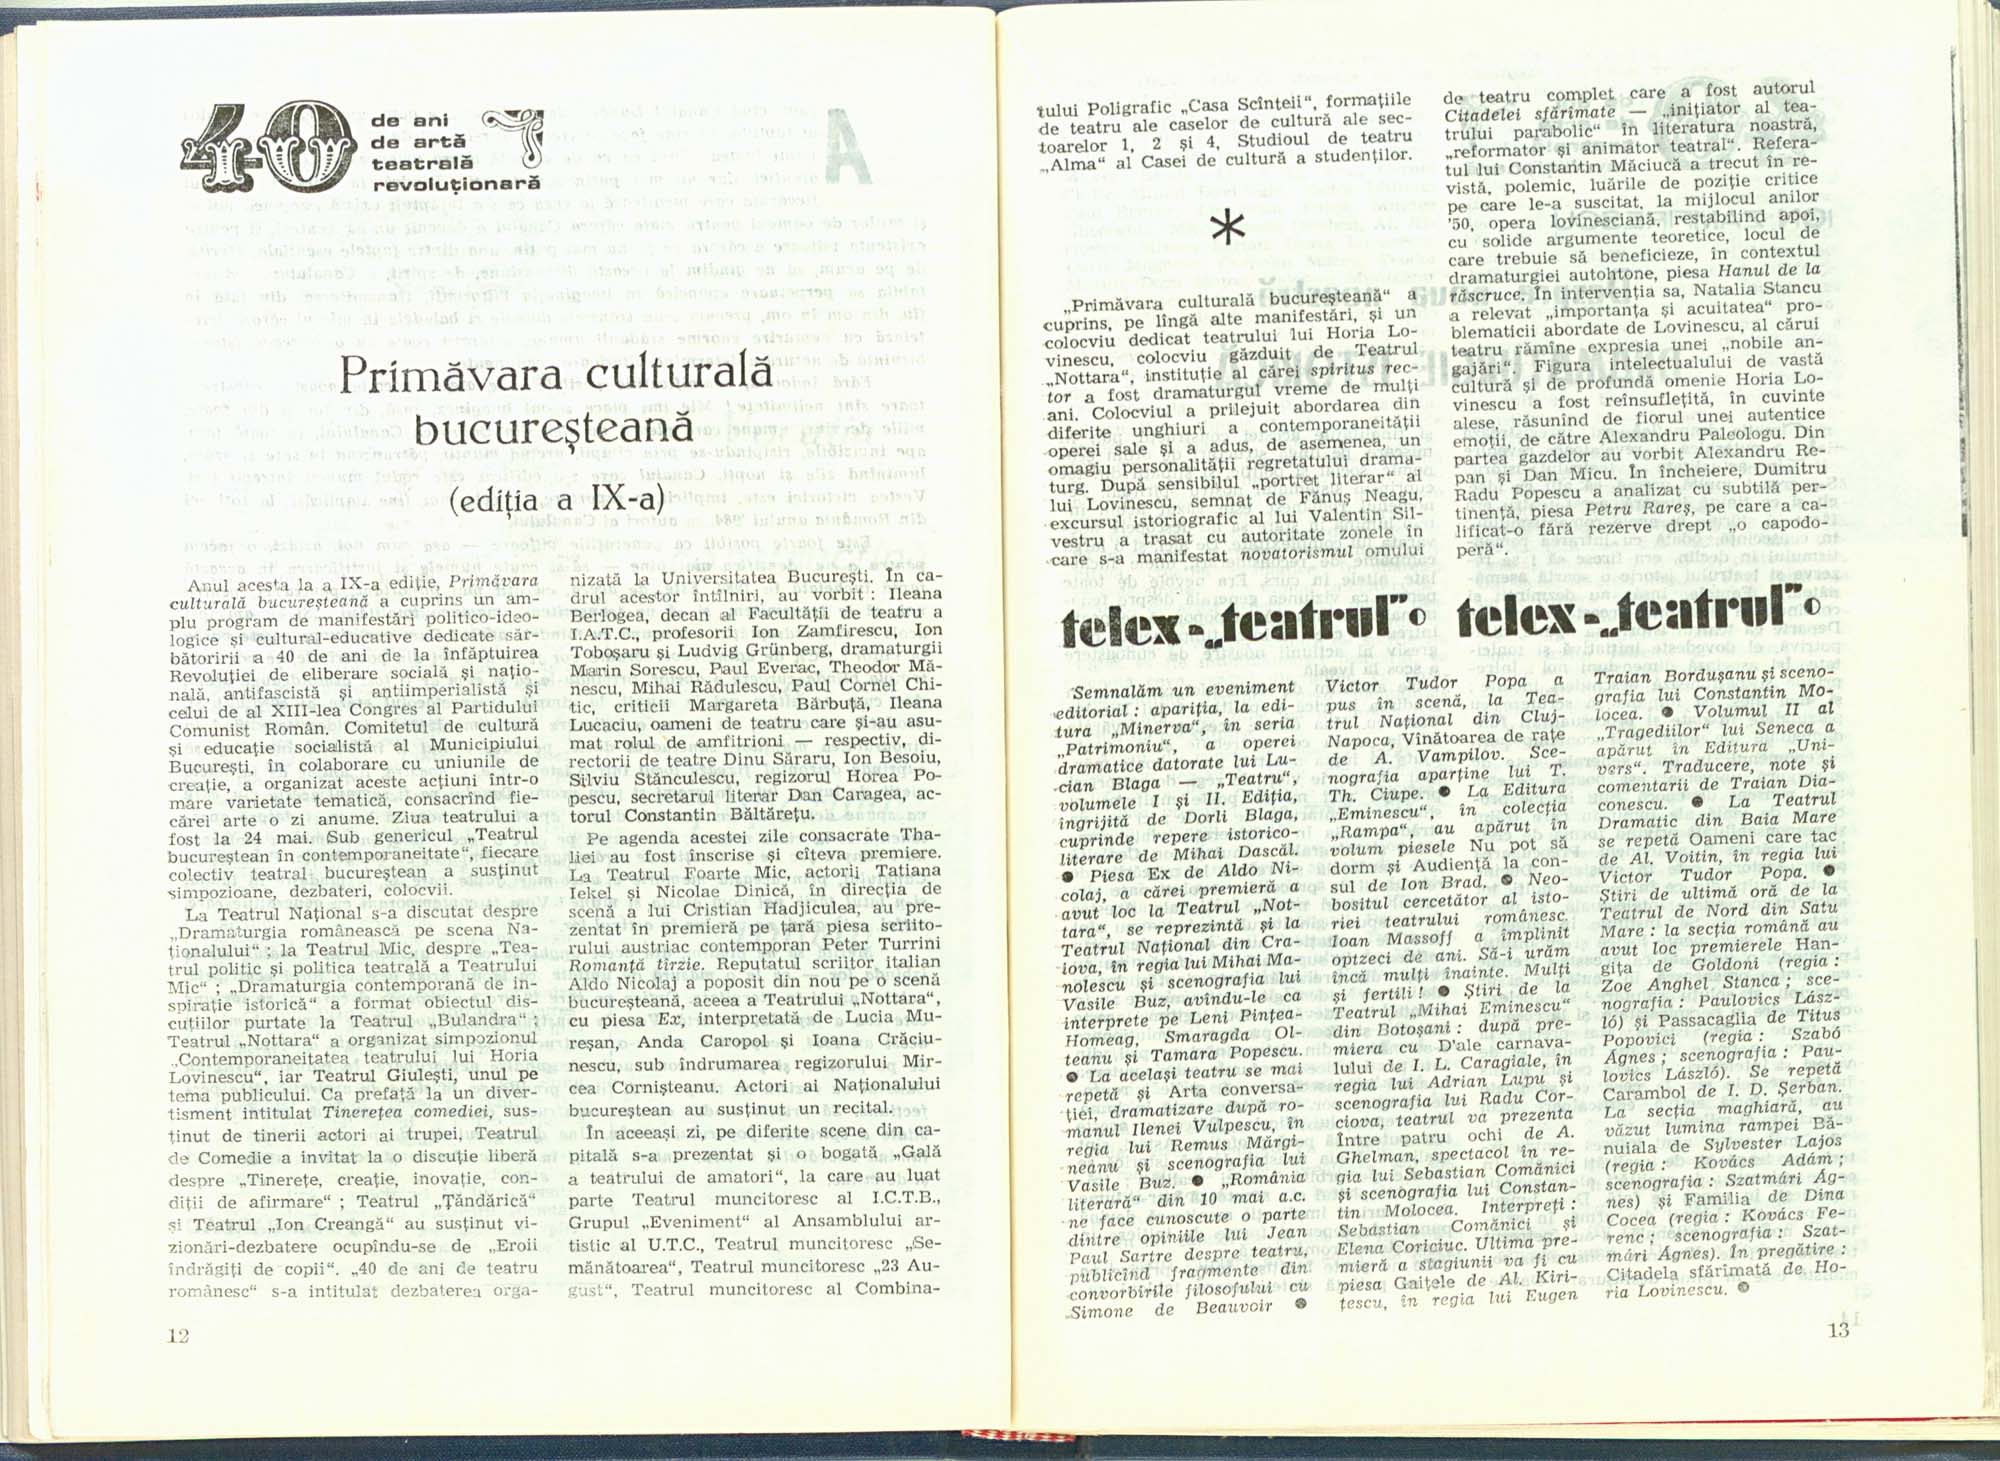 40 de ani
de artă
teatrală
revoluționară
Primăvara culturală
bucureșteană
(ediția a IX-a)
Anul acesta la a IX-a ediție, Primăvara
culturală bucureșteană a cuprins un am-
plu program de manifestări politico-ideo-
logice și cultural-educative dedicate săr-
bătoririi a 40 de ani de la înfăptuirea
Revoluției de eliberare socială și națio-
nală, antifascistă și antiimperialistă și
celui de al XIII-lea Congres al Partidului
Comunist Român. Comitetul de cultură
și educație socialistă al Municipiului
București, în colaborare cu uniunile de
creație, a organizat aceste acțiuni într-o
mare varietate tematică, consacrînd fie-
cărei arte o zi anume. Ziua teatrului a
fost la 24 mai. Sub genericul „Teatrul
bucureștean în contemporaneitate“, fiecare
colectiv teatral bucureștean a susținut
simpozioane, dezbateri, colocvii.
La Teatrul Național s-a discutat despre
„Dramaturgia românească pe scena Na-
ționalului“ ; la Teatrul Mic, despre „Tea-
trul politic și politica teatrală a Teatrului
Mic“ ; „Dramaturgia contemporană de in-
spirație istorică“ a format obiectul dis-
cuțiilor purtate la Teatrul „Bulandra“ ;
Teatrul „Nottara“ a organizat simpozionul
„Contemporaneitatea teatrului lui Horia
Lovinescu“, iar Teatrul Giulești, unul pe
tema publicului. Ca prefață la un diver-
tisment intitulat Tinerețea comediei, sus-
ținut de tinerii actori ai trupei, Teatrul
de Comedie a invitat la o discuție liberă
despre „Tinerețe, creație, inovație, con-
diții de afirmare“ ; Teatrul „Țăndărică“
și Teatrul „Ion Creangă“ au susținut vi-
zionări-dezbatere ocupîndu-se de „Eroii
îndrăgiți de copii“. „40 de ani de teatru
românesc“ s-a intitulat dezbaterea orga-
nizată la Universitatea București. În ca-
drul acestor întîlniri, au vorbit : Ileana
Berlogea, decan al Facultății de teatru a
I.A.T.C., profesorii Ion Zamfirescu, Ion
Toboșaru și Ludvig Grünberg, dramaturgii
Marin Sorescu, Paul Everac, Theodor Mă-
nescu, Mihai Rădulescu, Paul Cornel Chi-
tic, criticii Margareta Bărbuță, Ileana
Lucaciu, oameni de teatru care și-au asu-
mat rolul de amfitrioni — respectiv, di-
rectorii de teatre Dinu Săraru, Ion Besoiu,
Silviu Stănculescu, regizorul Horea Po-
pescu, secretarul literar Dan Caragea, ac-
torul Constantin Băltărețu.
Pe agenda acestei zile consacrate Tha-
liei au fost înscrise și cîteva premiere.
La Teatrul Foarte Mic, actorii Tatiana
Iekel și Nicolae Dinică, în direcția de
scenă a lui Cristian Hadjiculea, au pre-
zentat în premieră pe țară piesa scriito-
rului austriac contemporan Peter Turrini
Romanță tîrzie. Reputatul scriitor italian
Aldo Nicolaj a poposit din nou pe o scenă
bucureșteană, aceea a Teatrului „Nottara“,
cu piesa Ex, interpretată de Lucia Mu-
reșan, Anda Caropol și Ioana Crăciu-
nescu, sub îndrumarea regizorului Mir-
cea Cornișteanu. Actori ai Naționalului
bucureștean au susținut un recital.
În aceeași zi, pe diferite scene din ca-
pitală s-a prezentat și o bogată „Gală
a teatrului de amatori“, la care au luat
parte Teatrul muncitoresc al I.C.T.B.,
Grupul „Eveniment“ al Ansamblului ar-
tistic al U.T.C., Teatrul muncitoresc „Se-
mănătoarea“, Teatrul muncitoresc „23 Au-
gust“, Teatrul muncitoresc al Combina-
12
tului Poligrafic „Casa Scînteii“, formațiile
de teatru ale caselor de cultură ale sec-
toarelor 1, 2 și 4, Studioul de teatru
„Alma“ al Casei de cultură a studenților.
*
„Primăvara culturală bucureșteană“ a
cuprins, pe lîngă alte manifestări, și un
colocviu dedicat teatrului lui Horia Lo-
vinescu, colocviu găzduit de Teatrul
„Nottara“, instituție al cărei spiritus rec-
tor a fost dramaturgul vreme de mulți
ani. Colocviul a prilejuit abordarea din
diferite unghiuri a contemporaneității
operei sale și a adus, de asemenea, un
omagiu personalității regretatului drama-
turg. După sensibilul „portret literar“ al
lui Lovinescu, semnat de Fănuș Neagu,
excursul istoriografic al lui Valentin Sil-
vestru a trasat cu autoritate zonele în
care s-a manifestat novatorismul omului
de teatru complet care a fost autorul
Citadelei sfărîmate — „inițiator al tea-
trului parabolic“ în literatura noastră,
„reformator și animator teatral“. Refera-
tul lui Constantin Măciucă a trecut în re-
vistă, polemic, luările de poziție critice
pe care le-a suscitat, la mijlocul anilor
'50, opera lovinesciană, restabilind apoi,
cu solide argumente teoretice, locul de
care trebuie să beneficieze, în contextul
dramaturgiei autohtone, piesa Hanul de la
răscruce. În intervenția sa, Natalia Stancu
a relevat „importanța și acuitatea“ pro-
blematicii abordate de Lovinescu, al cărui
teatru rămîne expresia unei „nobile an-
gajări“. Figura intelectualului de vastă
cultură și de profundă omenie Horia Lo-
vinescu a fost reînsuflețită, în cuvinte
alese, răsunînd de fiorul unei autentice
emoții, de către Alexandru Paleologu. Din
partea gazdelor au vorbit Alexandru Re-
pan și Dan Micu. În încheiere, Dumitru
Radu Popescu a analizat cu subtilă per-
tinență, piesa Petru Rareș, pe care a ca-
lificat-o fără rezerve drept „o capodo-
peră“.
telex-„teatrul”• telex-„teatrul”•
Semnalăm un eveniment
editorial : apariția, la edi-
tura „Minerva“, în seria
„Patrimoniu“, a operei
dramatice datorate lui Lu-
cian Blaga — „Teatru“,
volumele I și II. Ediția,
îngrijită de Dorli Blaga,
cuprinde repere istorico-
literare de Mihai Dascăl.
● Piesa Ex de Aldo Ni-
colaj, a cărei premieră a
avut loc la Teatrul „Not-
tara“, se reprezintă și la
Teatrul Național din Cra-
iova, în regia lui Mihai Ma-
nolescu și scenografia lui
Vasile Buz, avîndu-le ca
interprete pe Leni Pințea-
Homeag, Smaragda Ol-
teanu și Tamara Popescu.
● La același teatru se mai
repetă și Arta conversa-
ției, dramatizare după ro-
manul Ilenei Vulpescu, în
regia lui Remus Mărgi-
neanu și scenografia lui
Vasile Buz. ● „România
literară“ din 10 mai a.c.
ne face cunoscute o parte
dintre opiniile lui Jean
Paul Sartre despre teatru,
publicînd fragmente din
convorbirile filosofului cu
Simone de Beauvoir ●
Victor Tudor Popa a
pus în scenă, la Tea-
trul Național din Cluj-
Napoca, Vînătoarea de rațe
de A. Vampilov. Sce-
nografia aparține lui T.
Th. Ciupe. ● La Editura
„Eminescu“, în colecția
„Rampa“, au apărut în
volum piesele Nu pot să
dorm și Audiență la con-
sul de Ion Brad. ● Neo-
bositul cercetător al isto-
riei teatrului românesc,
Ioan Massoff a împlinit
optzeci de ani. Să-i urăm
încă mulți înainte. Mulți
și fertili ! ● Știri de la
Teatrul „Mihai Eminescu“
din Botoșani : după pre-
miera cu D'ale carnava-
lului de I. L. Caragiale, în
regia lui Adrian Lupu și
scenografia lui Radu Cor-
ciova, teatrul va prezenta
Între patru ochi de A.
Ghelman, spectacol în re-
gia lui Sebastian Comănici
și scenografia lui Constan-
tin Molocea. Interpreți :
Sebastian Comănici și
Elena Coriciuc. Ultima pre-
mieră a stagiunii va fi cu
piesa Gaițele de Al. Kiri-
țescu, în regia lui Eugen
Traian Bordușanu și sceno-
grafia lui Constantin Mo-
locea. ● Volumul II al
„Tragediilor“ lui Seneca a
apărut în Editura „Uni-
vers“. Traducere, note și
comentarii de Traian Dia-
conescu. ● La Teatrul
Dramatic din Baia Mare
se repetă Oameni care tac
de Al. Voitin, în regia lui
Victor Tudor Popa. ●
Știri de ultimă oră de la
Teatrul de Nord din Satu
Mare : la secția română au
avut loc premierele Han-
gița de Goldoni (regia :
Zoe Anghel Stanca ; sce-
nografia : Paulovics Lász-
ló) și Passacaglia de Titus
Popovici (regia : Szabó
Ágnes ; scenografia : Pau-
lovics László). Se repetă
Carambol de I. D. Șerban.
La secția maghiară, au
văzut lumina rampei Bă-
nuiala de Sylvester Lajos
(regia : Kovács Adám ;
scenografia : Szatmári Ág-
nes) și Familia de Dina
Cocea (regia : Kovács Fe-
renc ; scenografia : Szat-
mári Ágnes). În pregătire :
Citadela sfărîmată de Ho-
ria Lovinescu. ●
13